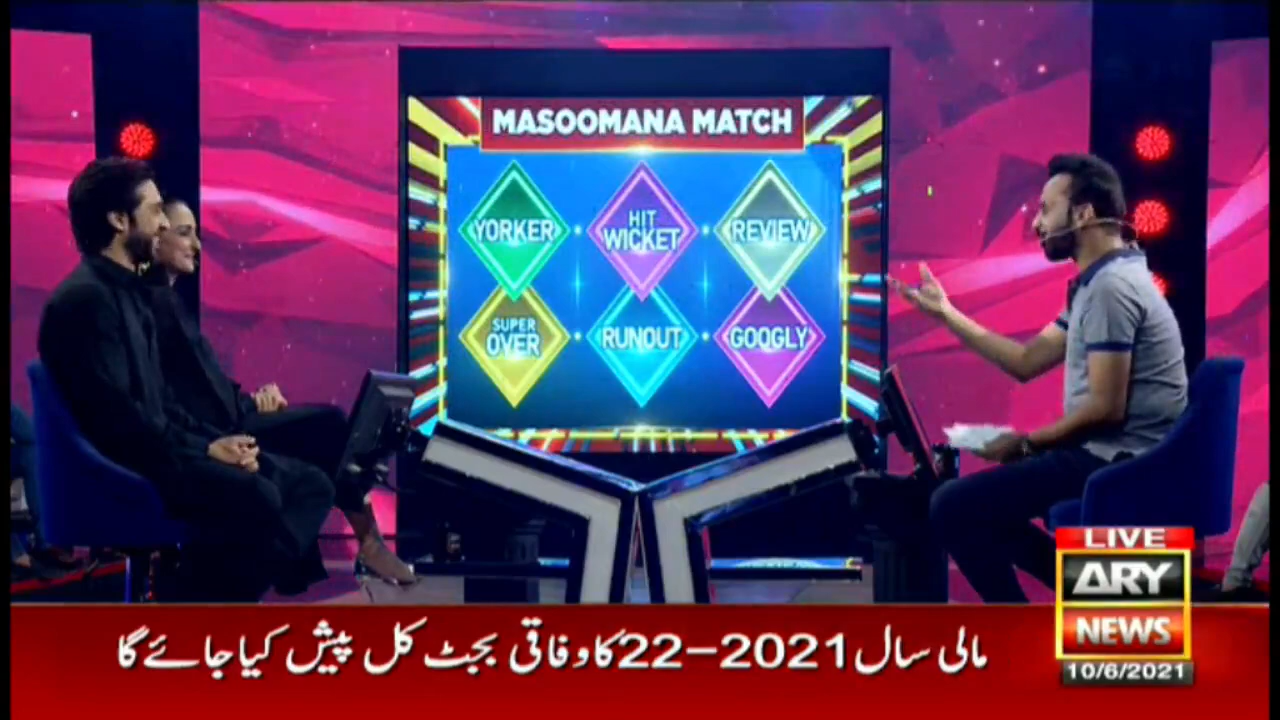 MASOOMANA MATCH
YORKER
HIT
WICKET
REVIEW
SUPER
OVER
RUNOUT
GOOGLY
LIVE
ARY
NEWS
10/6/2021
مالی سال 2021-22 کا وفاقی بجٹ کل پیش کیا جائے گا